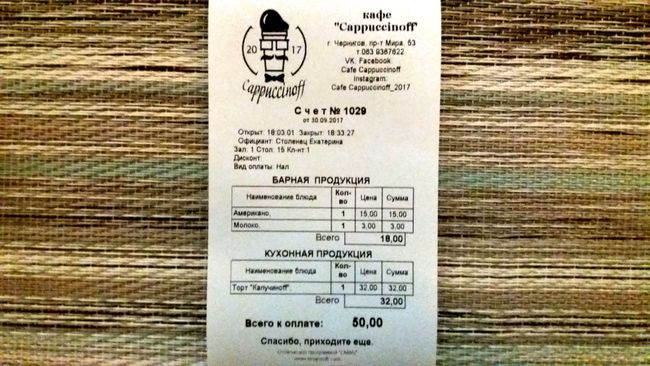 20 17
Cappuccinoff
кафе
"Cappuccinoff"
г. Чернигов, пр-т Мира, 53
т.063 9367622
VK, Facebook:
Cafe Cappuccinoff
Instagram:
Cafe Cappuccinoff_2017
Счет № 1029
от 30.09.2017
Открыт: 18:03:01 Закрыт: 18:33:27
Официант: Столенец Екатерина
Зал: 1 Стол: 15 Кл-нт:1
Дисконт:
Вид оплаты: Нал
БАРНАЯ ПРОДУКЦИЯ
Наименование блюда Кол-во Цена Сумма
Американо, 1 15,00 15,00
Молоко, 1 3,00 3,00
Всего 18,00
КУХОННАЯ ПРОДУКЦИЯ
Наименование блюда Кол-во Цена Сумма
Торт "Капучиноff", 1 32,00 32,00
Всего 32,00
Всего к оплате: 50,00
Спасибо, приходите еще.